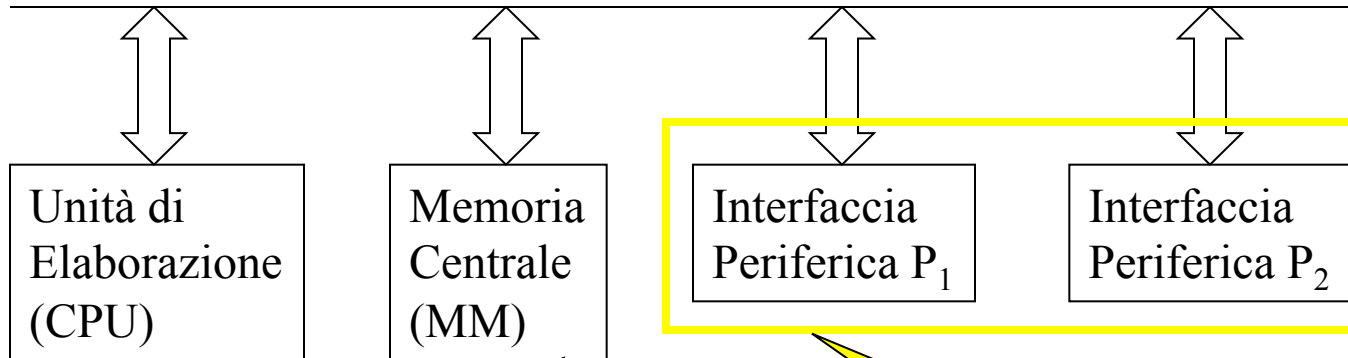 Unità di
Elaborazione
(CPU)
Memoria
Centrale
(MM)
Interfaccia
Periferica P₁
Interfaccia
Periferica P₂